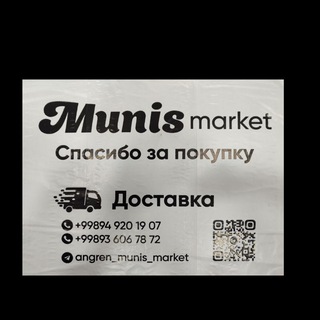 Munis market
Спасибо за покупку
Доставка
+99894 920 19 07
+99893 606 78 72
angren_munis_market